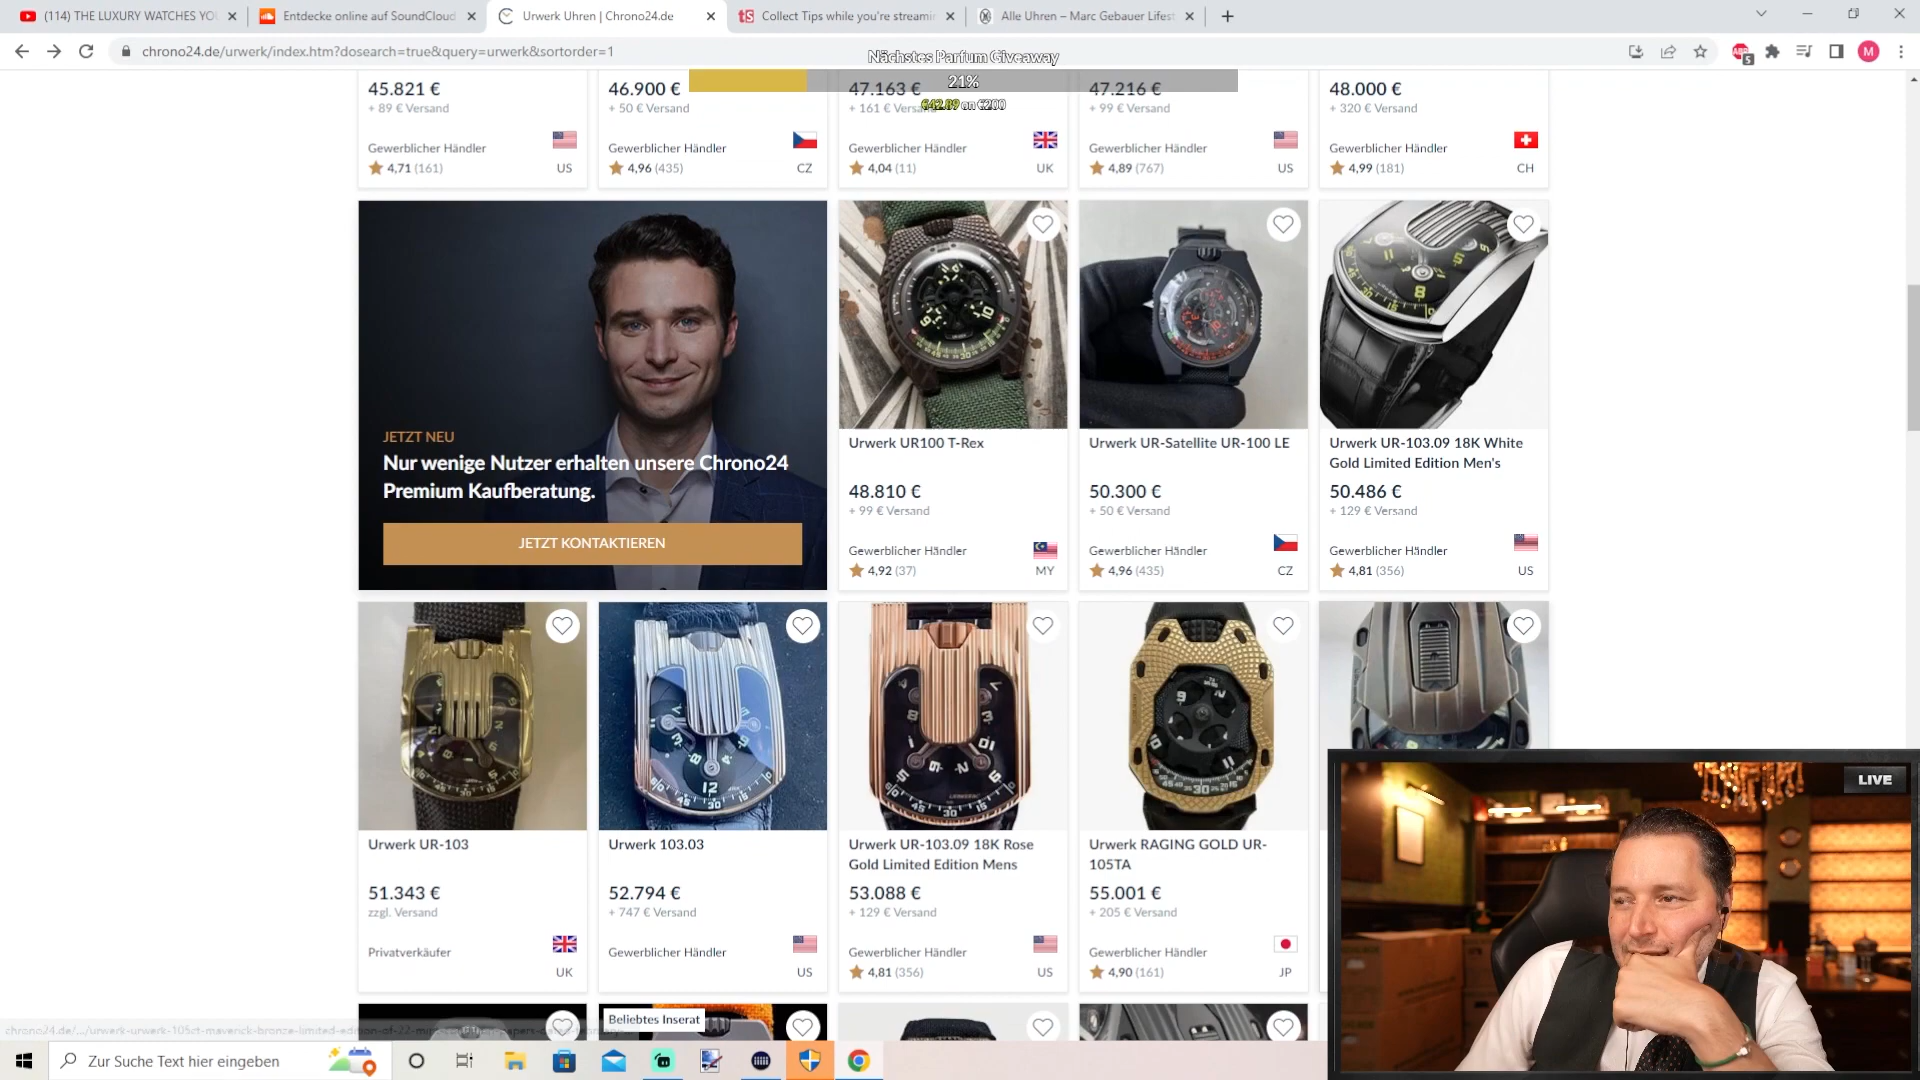 (114) THE LUXURY WATCHES YO
Entdecke online auf SoundCloud
Urwerk Uhren | Chrono24.de
Collect Tips while you're streami
Alle Uhren – Marc Gebauer Lifest
chrono24.de/urwerk/index.htm?dosearch=true&query=urwerk&sortorder=1
M
5
Nächstes Parfum Giveaway
21%
€42.89 on €200
45.821 €
+ 89 € Versand
Gewerblicher Händler
4,71 (161)
US
46.900 €
+ 50 € Versand
Gewerblicher Händler
4,96 (435)
CZ
47.163 €
+ 161 € Versand
Gewerblicher Händler
4,04 (11)
UK
47.216 €
+ 99 € Versand
Gewerblicher Händler
4,89 (767)
US
48.000 €
+ 320 € Versand
Gewerblicher Händler
4,99 (181)
CH
JETZT NEU
Nur wenige Nutzer erhalten unsere Chrono24
Premium Kaufberatung.
JETZT KONTAKTIEREN
Urwerk UR100 T-Rex
48.810 €
+ 99 € Versand
Gewerblicher Händler
4,92 (37)
MY
Urwerk UR-Satellite UR-100 LE
50.300 €
+ 50 € Versand
Gewerblicher Händler
4,96 (435)
CZ
Urwerk UR-103.09 18K White
Gold Limited Edition Men's
50.486 €
+ 129 € Versand
Gewerblicher Händler
4,81 (356)
US
Urwerk UR-103
51.343 €
zzgl. Versand
Privatverkäufer
UK
Urwerk 103.03
52.794 €
+ 747 € Versand
Gewerblicher Händler
US
Urwerk UR-103.09 18K Rose
Gold Limited Edition Mens
53.088 €
+ 129 € Versand
Gewerblicher Händler
4,81 (356)
US
Urwerk RAGING GOLD UR-
105TA
55.001 €
+ 205 € Versand
Gewerblicher Händler
4,90 (161)
JP
LIVE
Beliebtes Inserat
Zur Suche Text hier eingeben